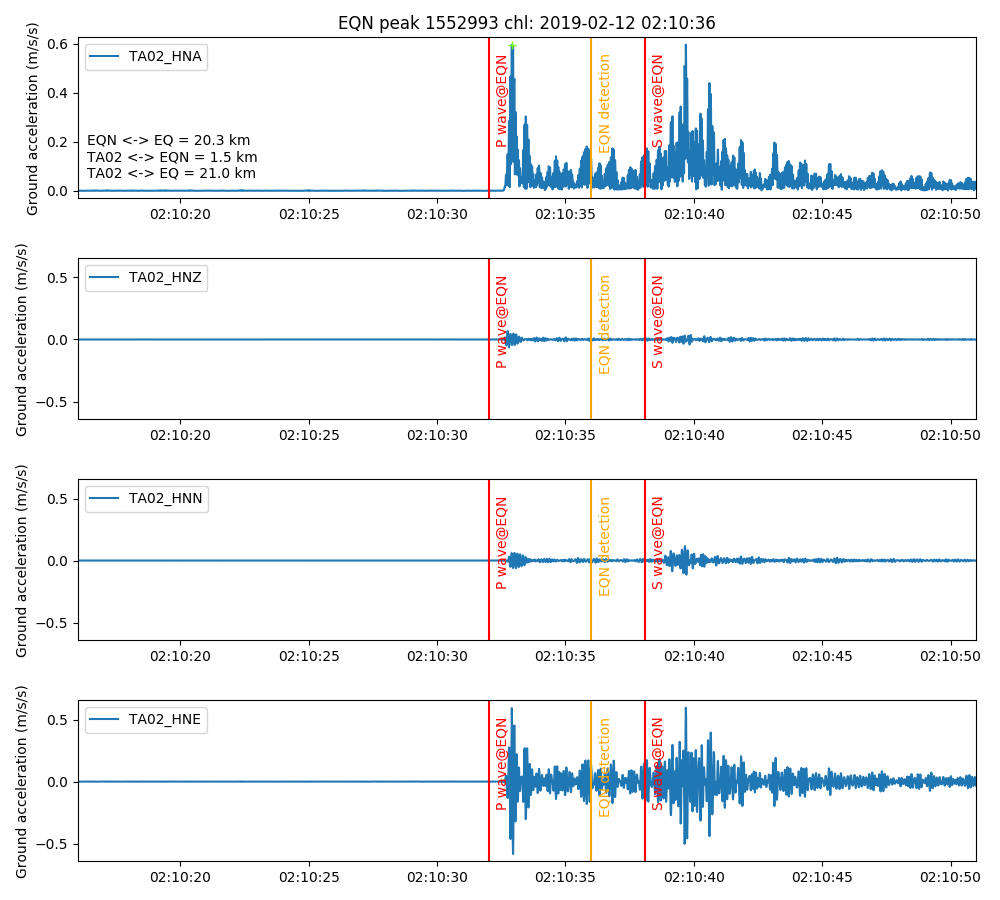 EQN peak 1552993 chl: 2019-02-12 02:10:36
Ground acceleration (m/s/s)
0.6
0.4
0.2
0.0
TA02_HNA
EQN <-> EQ = 20.3 km
TA02 <-> EQN = 1.5 km
TA02 <-> EQ = 21.0 km
P wave@EQN
EQN detection
S wave@EQN
02:10:20 02:10:25 02:10:30 02:10:35 02:10:40 02:10:45 02:10:50
Ground acceleration (m/s/s)
0.5
0.0
−0.5
TA02_HNZ
P wave@EQN
EQN detection
S wave@EQN
02:10:20 02:10:25 02:10:30 02:10:35 02:10:40 02:10:45 02:10:50
Ground acceleration (m/s/s)
0.5
0.0
−0.5
TA02_HNN
P wave@EQN
EQN detection
S wave@EQN
02:10:20 02:10:25 02:10:30 02:10:35 02:10:40 02:10:45 02:10:50
Ground acceleration (m/s/s)
0.5
0.0
−0.5
TA02_HNE
P wave@EQN
EQN detection
S wave@EQN
02:10:20 02:10:25 02:10:30 02:10:35 02:10:40 02:10:45 02:10:50